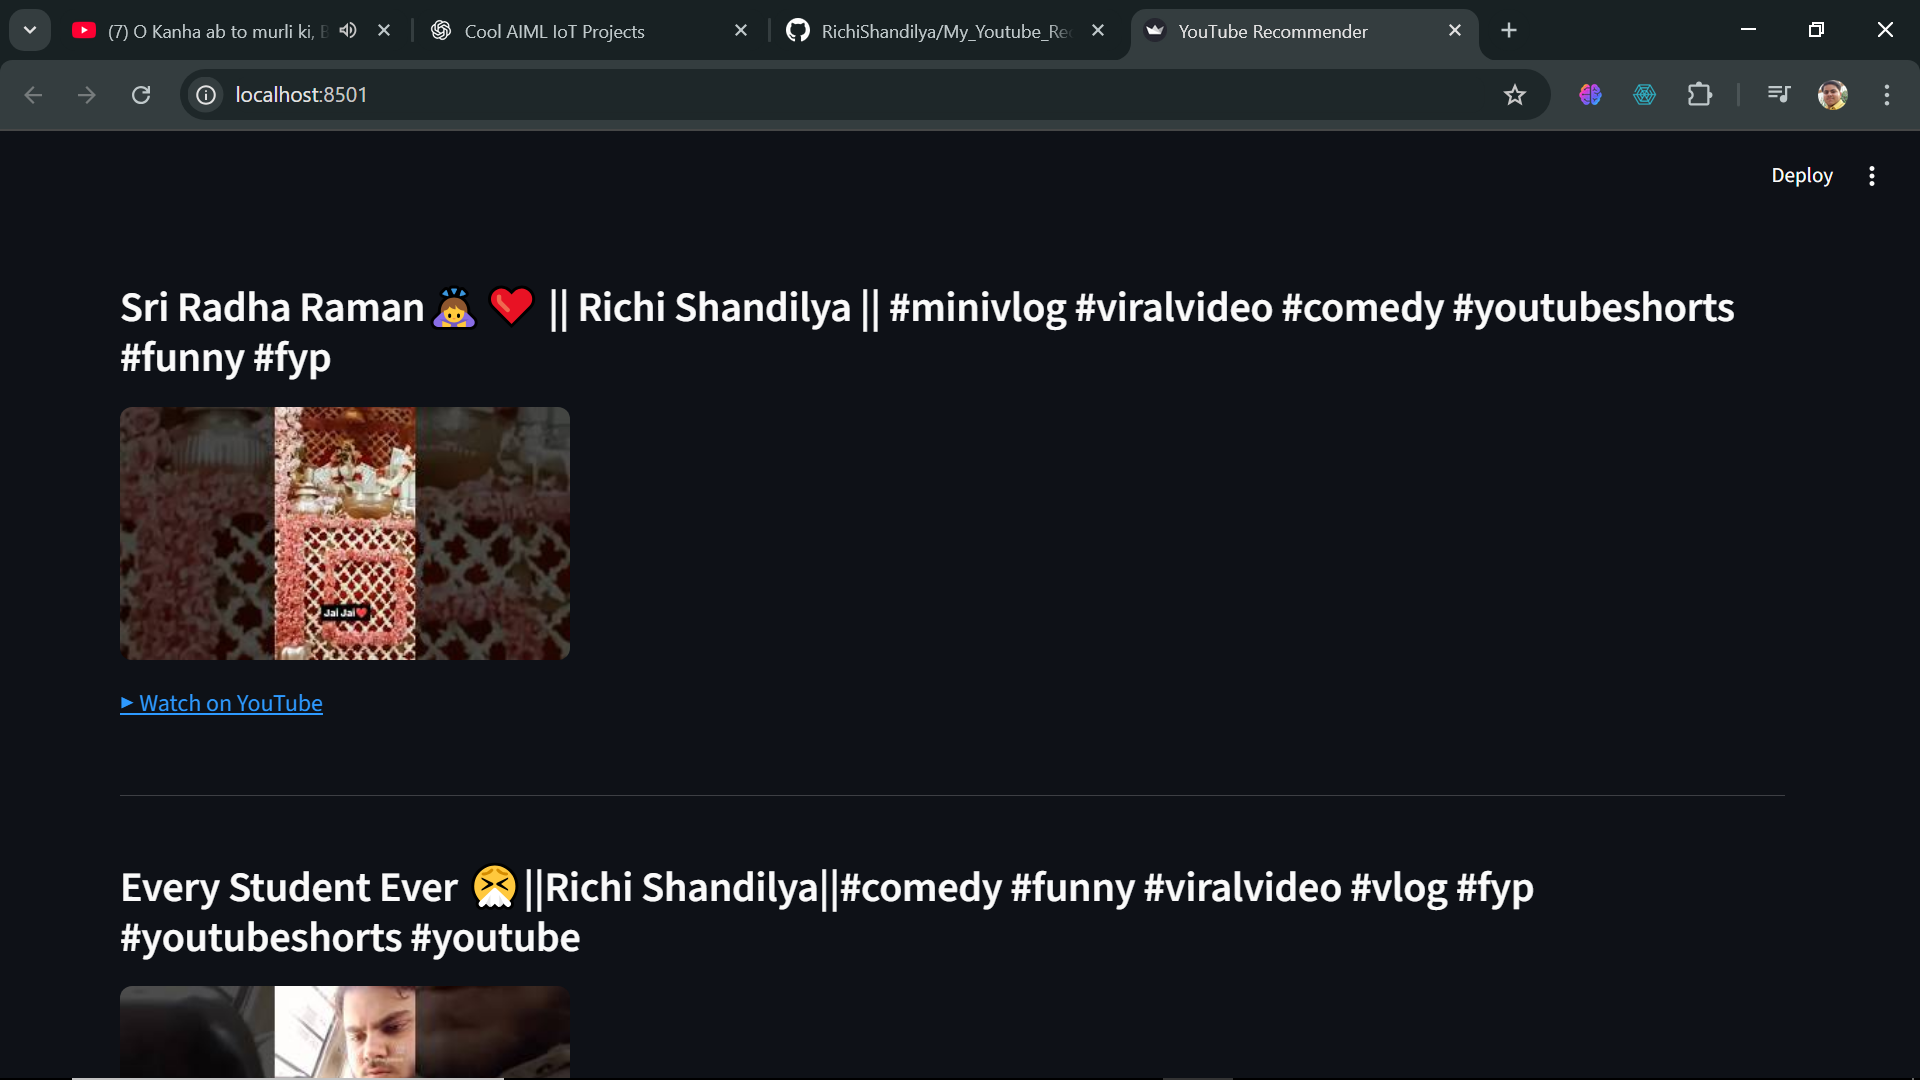 (7) O Kanha ab to murli ki,
Cool AIML IoT Projects
RichiShandilya/My_Youtube_Re
YouTube Recommender
localhost:8501
Deploy
Sri Radha Raman 🙇 ❤️ || Richi Shandilya || #minivlog #viralvideo #comedy #youtubeshorts
#funny #fyp
Jai Jai❤️
▶ Watch on YouTube
Every Student Ever 🤧||Richi Shandilya||#comedy #funny #viralvideo #vlog #fyp
#youtubeshorts #youtube